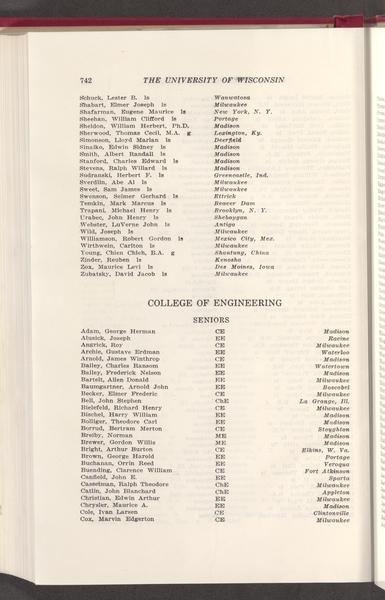 742 THE UNIVERSITY OF WISCONSIN
Schuck, Lester B. ls Wauwatosa
Shabart, Elmer Joseph ls Milwaukee
Shafarman, Eugene Maurice ls New York, N. Y.
Sheehan, William Clifford ls Portage
Sheldon, William Herbert, Ph.D. Madison
Sherwood, Thomas Cecil, M.A. g Lexington, Ky.
Simonson, Lloyd Marlan ls Deerfield
Sinaiko, Edwin Sidney ls Madison
Smith, Albert Randall ls Madison
Stanford, Charles Edward ls Madison
Stevens, Ralph Willard ls Madison
Sudranski, Herbert F. ls Greencastle, Ind.
Sverdlin, Abe Al ls Milwaukee
Sweet, Sam James ls Milwaukee
Swenson, Selmer Gerhard ls Ettrick
Temkin, Mark Marcus ls Beaver Dam
Trapani, Michael Henry ls Brooklyn, N. Y.
Urabec, John Henry ls Sheboygan
Webster, LaVerne John ls Antigo
Wild, Joseph ls Milwaukee
Williamson, Robert Gordon ls Mexico City, Mex.
Wirthwein, Carlton ls Milwaukee
Young, Chien Chieh, B.A. g Shantung, China
Zinder, Reuben ls Kenosha
Zox, Maurice Levi ls Des Moines, Iowa
Zubatsky, David Jacob ls Milwaukee
COLLEGE OF ENGINEERING
SENIORS
Adam, George Herman CE Madison
Alusick, Joseph EE Racine
Angvick, Roy CE Milwaukee
Archie, Gustave Erdman EE Waterloo
Arnold, James Winthrop CE Madison
Bailey, Charles Ransom EE Watertown
Bailey, Frederick Nelson EE Madison
Bartelt, Allen Donald EE Milwaukee
Baumgartner, Arnold John EE Boscobel
Becker, Elmer Frederic CE Milwaukee
Bell, John Stephen ChE La Grange, Ill.
Bielefeld, Richard Henry CE Milwaukee
Bischel, Harry William EE Madison
Bolliger, Theodore Carl EE Madison
Borrud, Bertram Merton CE Stoughton
Breiby, Norman ME Madison
Brewer, Gordon Willis ME Madison
Bright, Arthur Burton CE Elkins, W. Va.
Brown, George Harold EE Portage
Buchanan, Orrin Reed EE Veroqua
Buending, Clarence William CE Fort Atkinson
Canfield, John E. EE Sparta
Casselman, Ralph Theodore ChE Milwaukee
Catlin, John Blanchard ChE Appleton
Christian, Edwin Arthur EE Milwaukee
Chrysler, Maurice A. EE Madison
Cole, Ivan Larsen CE Clintonville
Cox, Marvin Edgerton CE Milwaukee